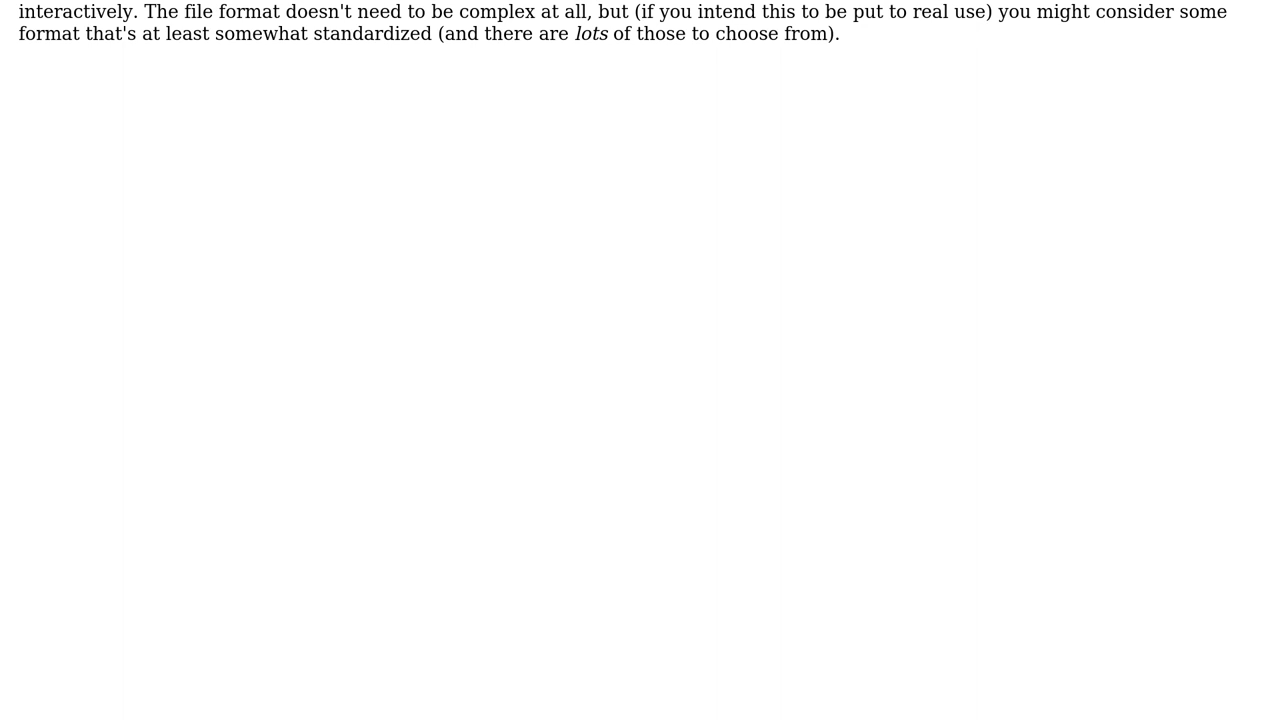 interactively. The file format doesn't need to be complex at all, but (if you intend this to be put to real use) you might consider some
format that's at least somewhat standardized (and there are lots of those to choose from).